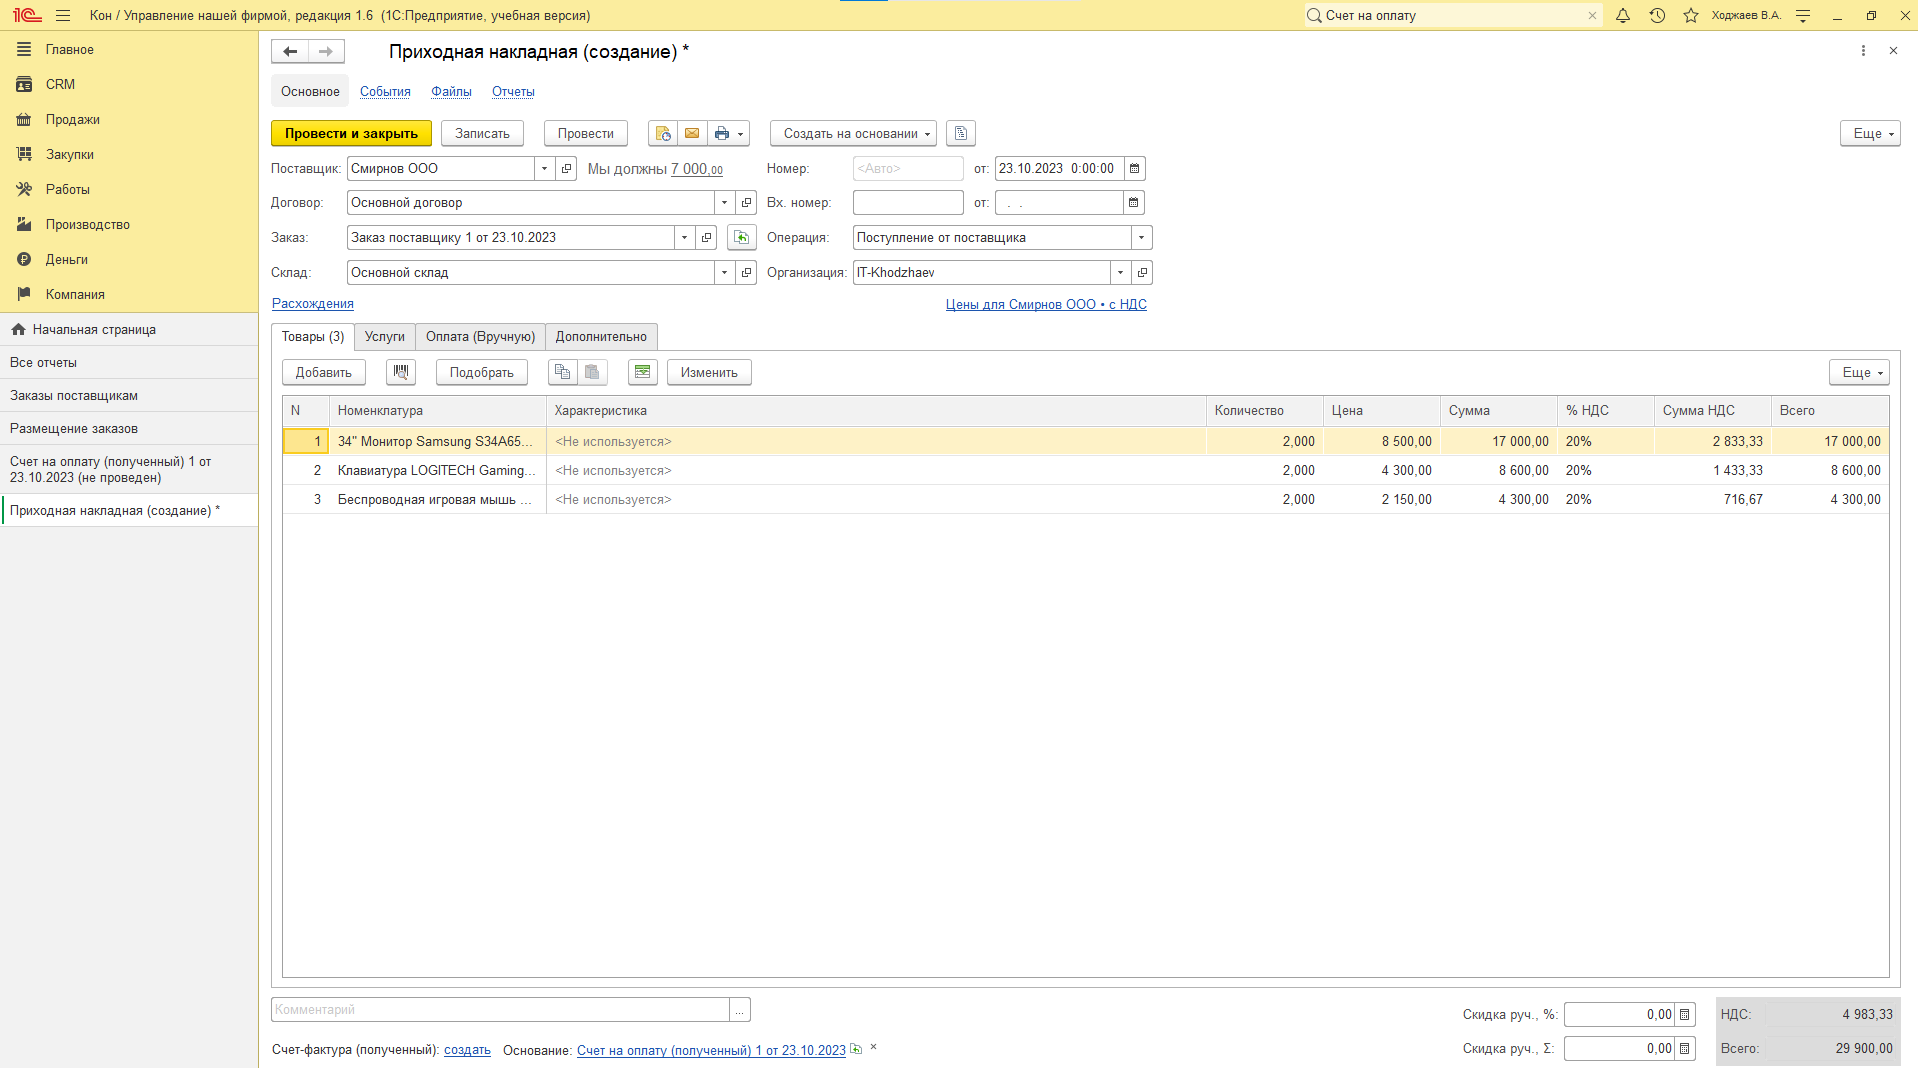 Кон / Управление нашей фирмой, редакция 1.6 (1С:Предприятие, учебная версия)
Счет на оплату
Ходжаев В.А.
Главное
CRM
Продажи
Закупки
Работы
Производство
Деньги
Компания
Начальная страница
Все отчеты
Заказы поставщикам
Размещение заказов
Счет на оплату (полученный) 1 от
23.10.2023 (не проведен)
Приходная накладная (создание) *
Приходная накладная (создание) *
Основное События Файлы Отчеты
Провести и закрыть Записать Провести Создать на основании Еще
Поставщик: Смирнов ООО Мы должны 7 000,00 Номер: <Авто> от: 23.10.2023 0:00:00
Договор: Основной договор Вх. номер: от: . .
Заказ: Заказ поставщику 1 от 23.10.2023 Операция: Поступление от поставщика
Склад: Основной склад Организация: IT-Khodzhaev
Расхождения Цены для Смирнов ООО • с НДС
Товары (3) Услуги Оплата (Вручную) Дополнительно
Добавить Подобрать Изменить Еще
N Номенклатура Характеристика Количество Цена Сумма % НДС Сумма НДС Всего
1 34" Монитор Samsung S34A65... <Не используется> 2,000 8 500,00 17 000,00 20% 2 833,33 17 000,00
2 Клавиатура LOGITECH Gaming... <Не используется> 2,000 4 300,00 8 600,00 20% 1 433,33 8 600,00
3 Беспроводная игровая мышь ... <Не используется> 2,000 2 150,00 4 300,00 20% 716,67 4 300,00
Комментарий ...
Скидка руч., %: 0,00 НДС: 4 983,33
Счет-фактура (полученный): создать Основание: Счет на оплату (полученный) 1 от 23.10.2023
Скидка руч., Σ: 0,00 Всего: 29 900,00